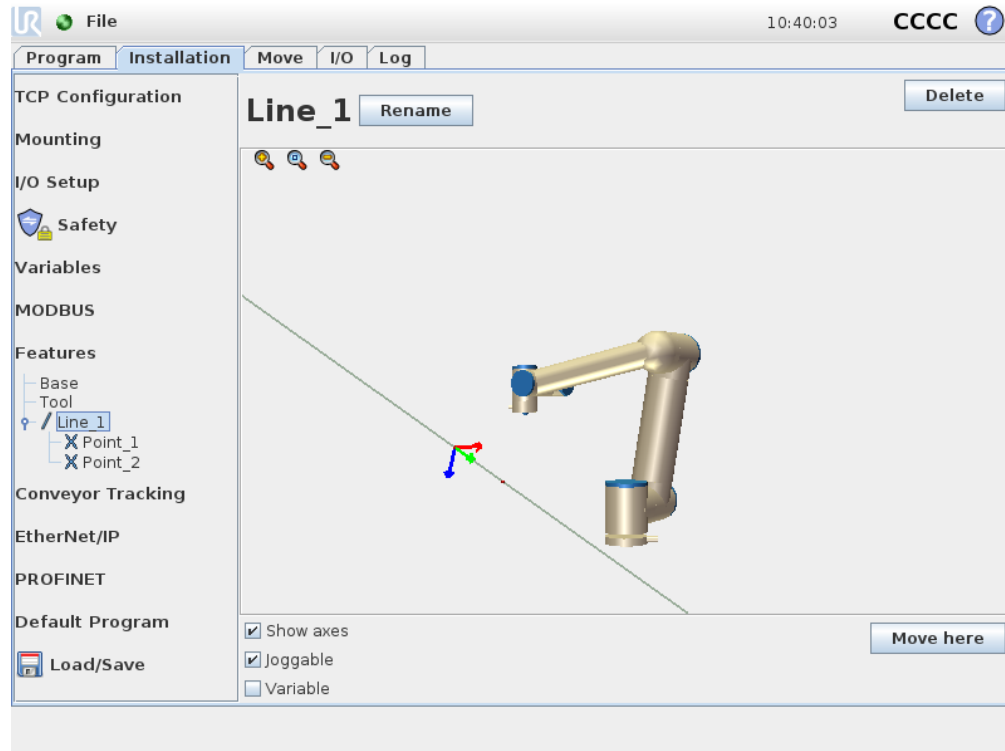 UR File 10:40:03 CCCC ?
Program Installation Move I/O Log
TCP Configuration
Mounting
I/O Setup
Safety
Variables
MODBUS
Features
Base
Tool
Line_1
Point_1
Point_2
Conveyor Tracking
EtherNet/IP
PROFINET
Default Program
Load/Save
Line_1 Rename Delete
Show axes
Joggable
Variable
Move here